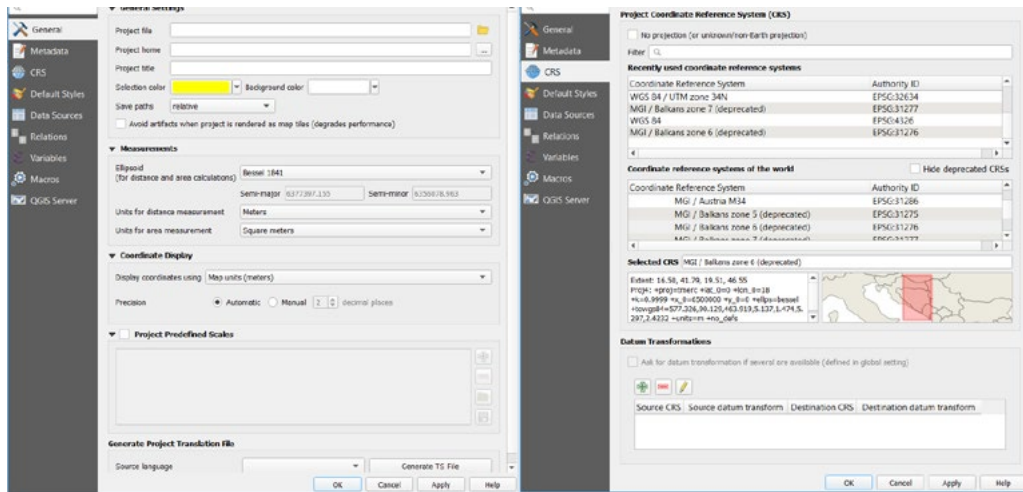 General Settings
General
Metadata
CRS
Default Styles
Data Sources
Relations
Variables
Macros
QGIS Server
Project file
Project home
...
Project title
Selection color
Background color
Save paths relative
Avoid artifacts when project is rendered as map tiles (degrades performance)
Measurements
Ellipsoid
(for distance and area calculations) Bessel 1841
Semi-major 6377397.155 Semi-minor 6356078.963
Units for distance measurement Meters
Units for area measurement Square meters
Coordinate Display
Display coordinates using Map units (meters)
Precision Automatic Manual 2 decimal places
Project Predefined Scales
Generate Project Translation File
Source language Generate TS File
OK Cancel Apply Help
General
Metadata
CRS
Default Styles
Data Sources
Relations
Variables
Macros
QGIS Server
Project Coordinate Reference System (CRS)
No projection (or unknown/non-Earth projection)
Filter
Recently used coordinate reference systems
Coordinate Reference System Authority ID
WGS 84 / UTM zone 34N EPSG:32634
MGI / Balkans zone 7 (deprecated) EPSG:31277
WGS 84 EPSG:4326
MGI / Balkans zone 6 (deprecated) EPSG:31276
Coordinate reference systems of the world Hide deprecated CRSs
Coordinate Reference System Authority ID
MGI / Austria M34 EPSG:31286
MGI / Balkans zone 5 (deprecated) EPSG:31275
MGI / Balkans zone 6 (deprecated) EPSG:31276
MGI / Balkans zone 7 (deprecated) EPSG:31277
Selected CRS MGI / Balkans zone 6 (deprecated)
Extent: 16.58, 41.79, 19.51, 46.55
Proj4: +proj=tmerc +lat_0=0 +lon_0=18
+k=0.9999 +x_0=6500000 +y_0=0 +ellps=bessel
+towgs84=577.326,90.129,463.919,5.137,1.474,5.
297,2.4232 +units=m +no_defs
Datum Transformations
Ask for datum transformation if several are available (defined in global setting)
Source CRS Source datum transform Destination CRS Destination datum transform
OK Cancel Apply Help